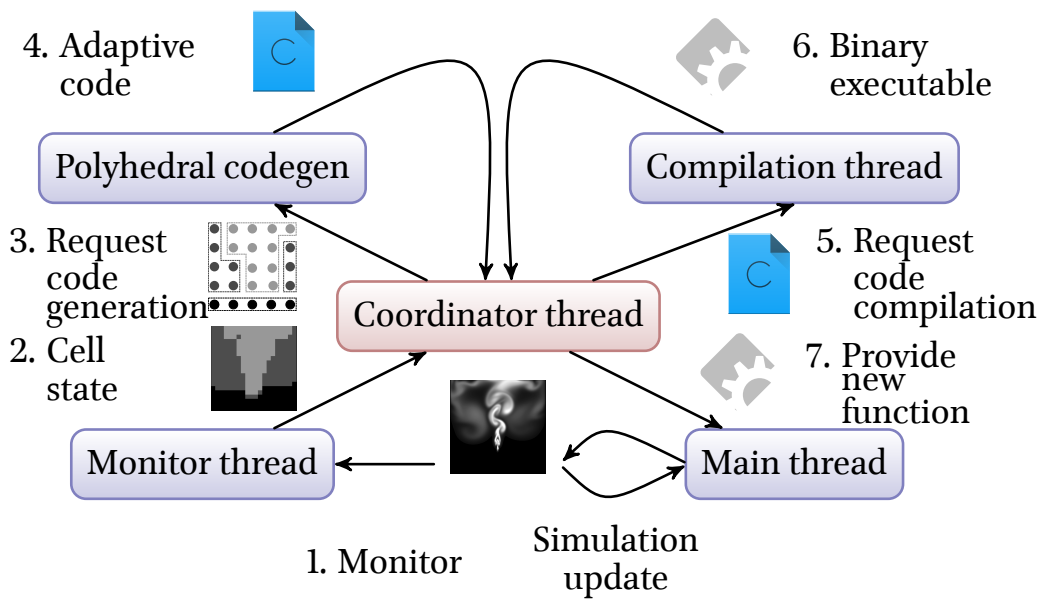 4. Adaptive
code
C
6. Binary
executable
Polyhedral codegen
Compilation thread
3. Request
code
generation
5. Request
code
compilation
C
Coordinator thread
2. Cell
state
7. Provide
new
function
Monitor thread
Main thread
1. Monitor
Simulation
update